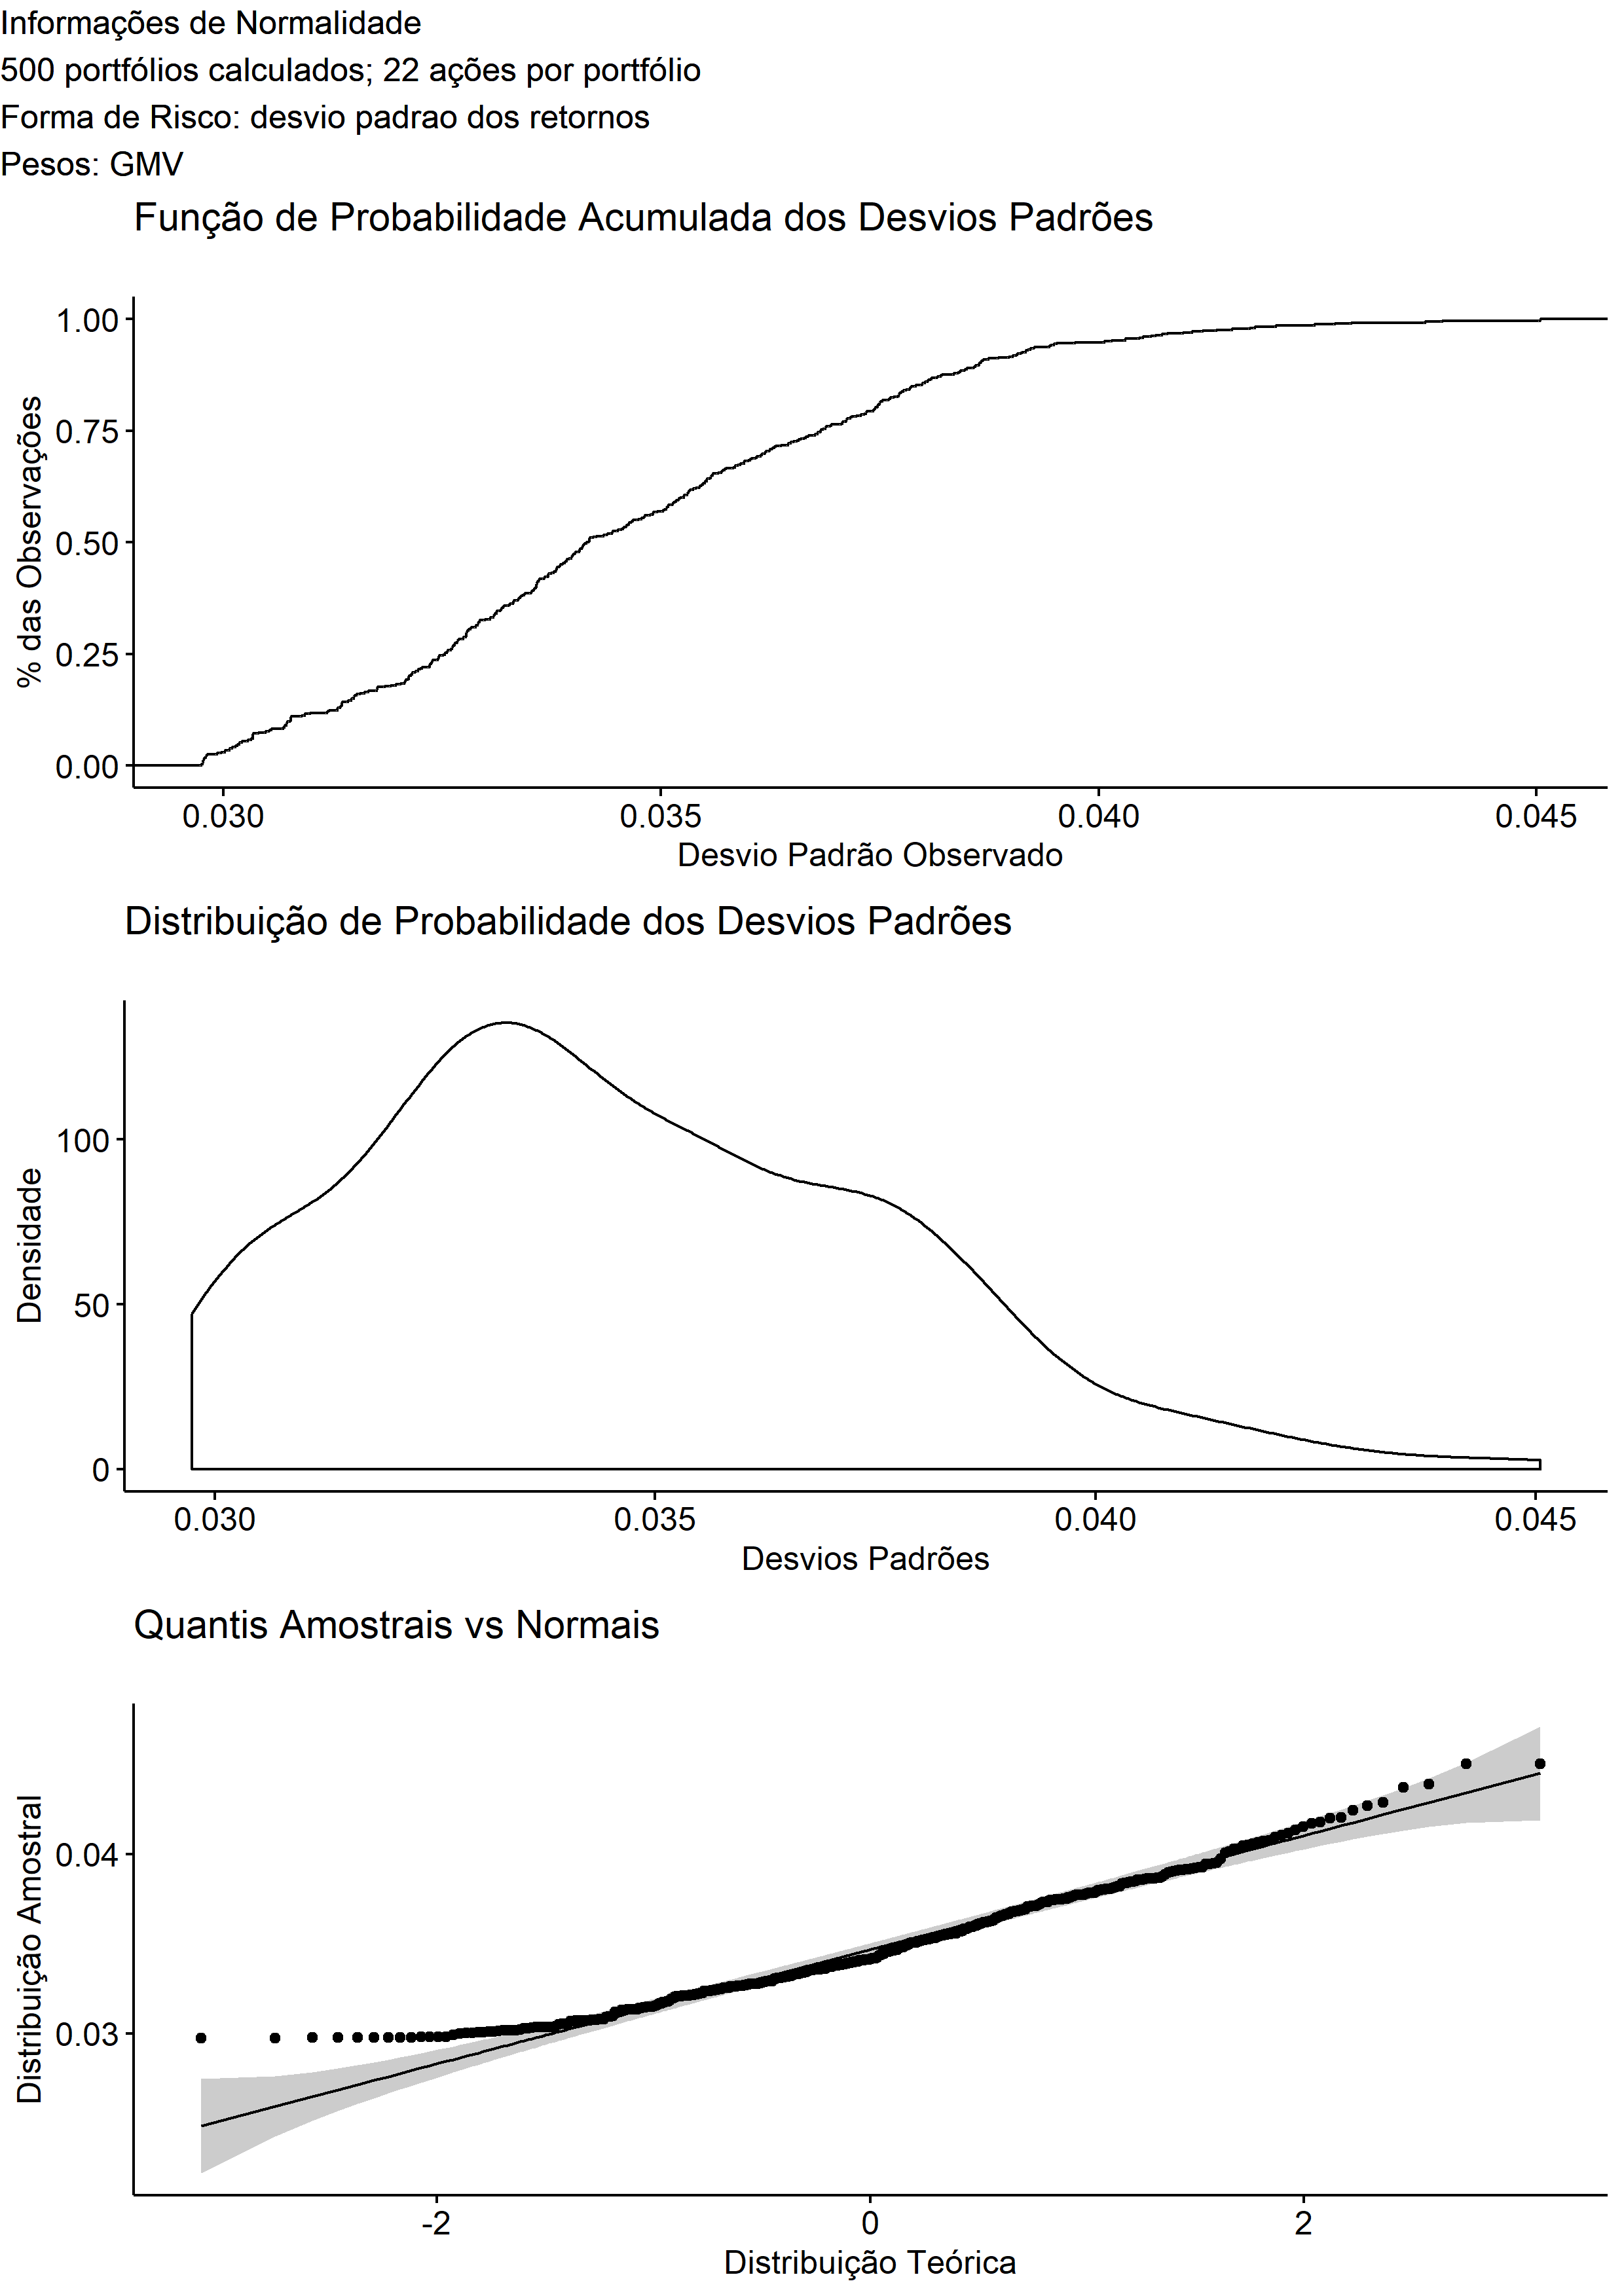 Informações de Normalidade
500 portfólios calculados; 22 ações por portfólio
Forma de Risco: desvio padrao dos retornos
Pesos: GMV
Função de Probabilidade Acumulada dos Desvios Padrões
% das Observações
1.00
0.75
0.50
0.25
0.00
0.030 0.035 0.040 0.045
Desvio Padrão Observado
Distribuição de Probabilidade dos Desvios Padrões
Densidade
100
50
0
0.030 0.035 0.040 0.045
Desvios Padrões
Quantis Amostrais vs Normais
Distribuição Amostral
0.04
0.03
-2 0 2
Distribuição Teórica